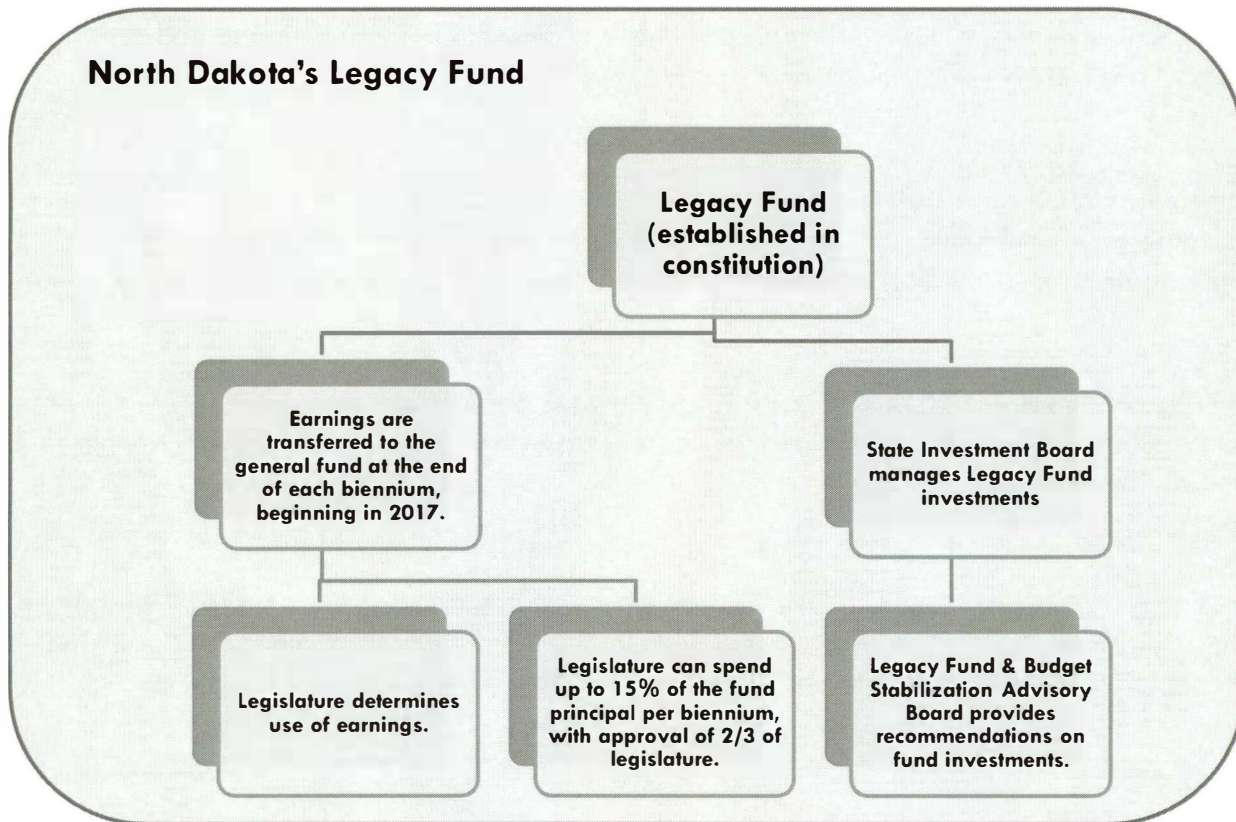 North Dakota's Legacy Fund
Legacy Fund
(established in
constitution)
Earnings are
transferred to the
general fund at the end
of each biennium,
beginning in 2017.
State Investment Board
manages Legacy Fund
investments
Legislature determines
use of earnings.
Legislature can spend
up to 15% of the fund
principal per biennium,
with approval of 2/3 of
legislature.
Legacy Fund & Budget
Stabilization Advisory
Board provides
recommendations on
fund investments.